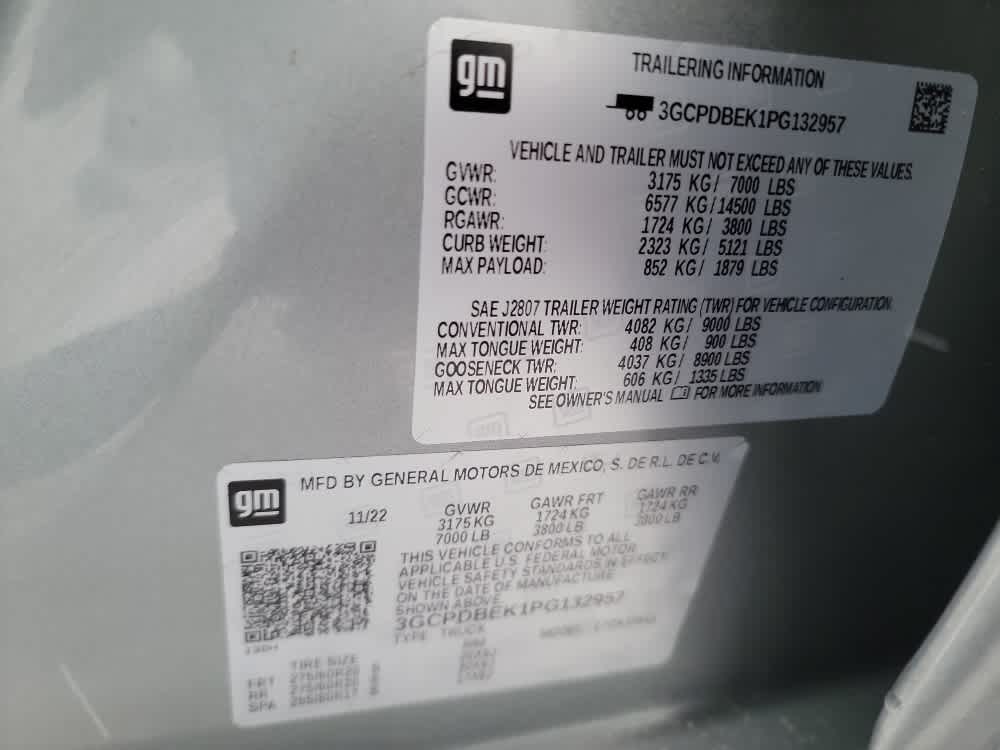 gm
TRAILERING INFORMATION
3GCPDBEK1PG132957
VEHICLE AND TRAILER MUST NOT EXCEED ANY OF THESE VALUES.
GVWR: 3175 KG/ 7000 LBS
GCWR: 6577 KG/14500 LBS
RGAWR: 1724 KG/ 3800 LBS
CURB WEIGHT: 2323 KG/ 5121 LBS
MAX PAYLOAD: 852 KG/ 1879 LBS
SAE J2807 TRAILER WEIGHT RATING (TWR) FOR VEHICLE CONFIGURATION.
CONVENTIONAL TWR: 4082 KG/ 9000 LBS
MAX TONGUE WEIGHT: 408 KG/ 900 LBS
GOOSENECK TWR: 4037 KG/ 8900 LBS
MAX TONGUE WEIGHT: 606 KG/ 1335 LBS
SEE OWNER'S MANUAL FOR MORE INFORMATION
gm
MFD BY GENERAL MOTORS DE MEXICO, S. DE R.L. DE C.V.
11/22 GVWR GAWR FRT GAWR RR
3175 KG 1724 KG 1724 KG
7000 LB 3800 LB 3800 LB
THIS VEHICLE CONFORMS TO ALL
APPLICABLE U.S. FEDERAL MOTOR
VEHICLE SAFETY STANDARDS IN EFFECT
ON THE DATE OF MANUFACTURE
SHOWN ABOVE.
3GCPDBEK1PG132957
TYPE: TRUCK MODEL:
TIRE SIZE RIM
FRT 275/60R20
RR 275/60R20
SPA